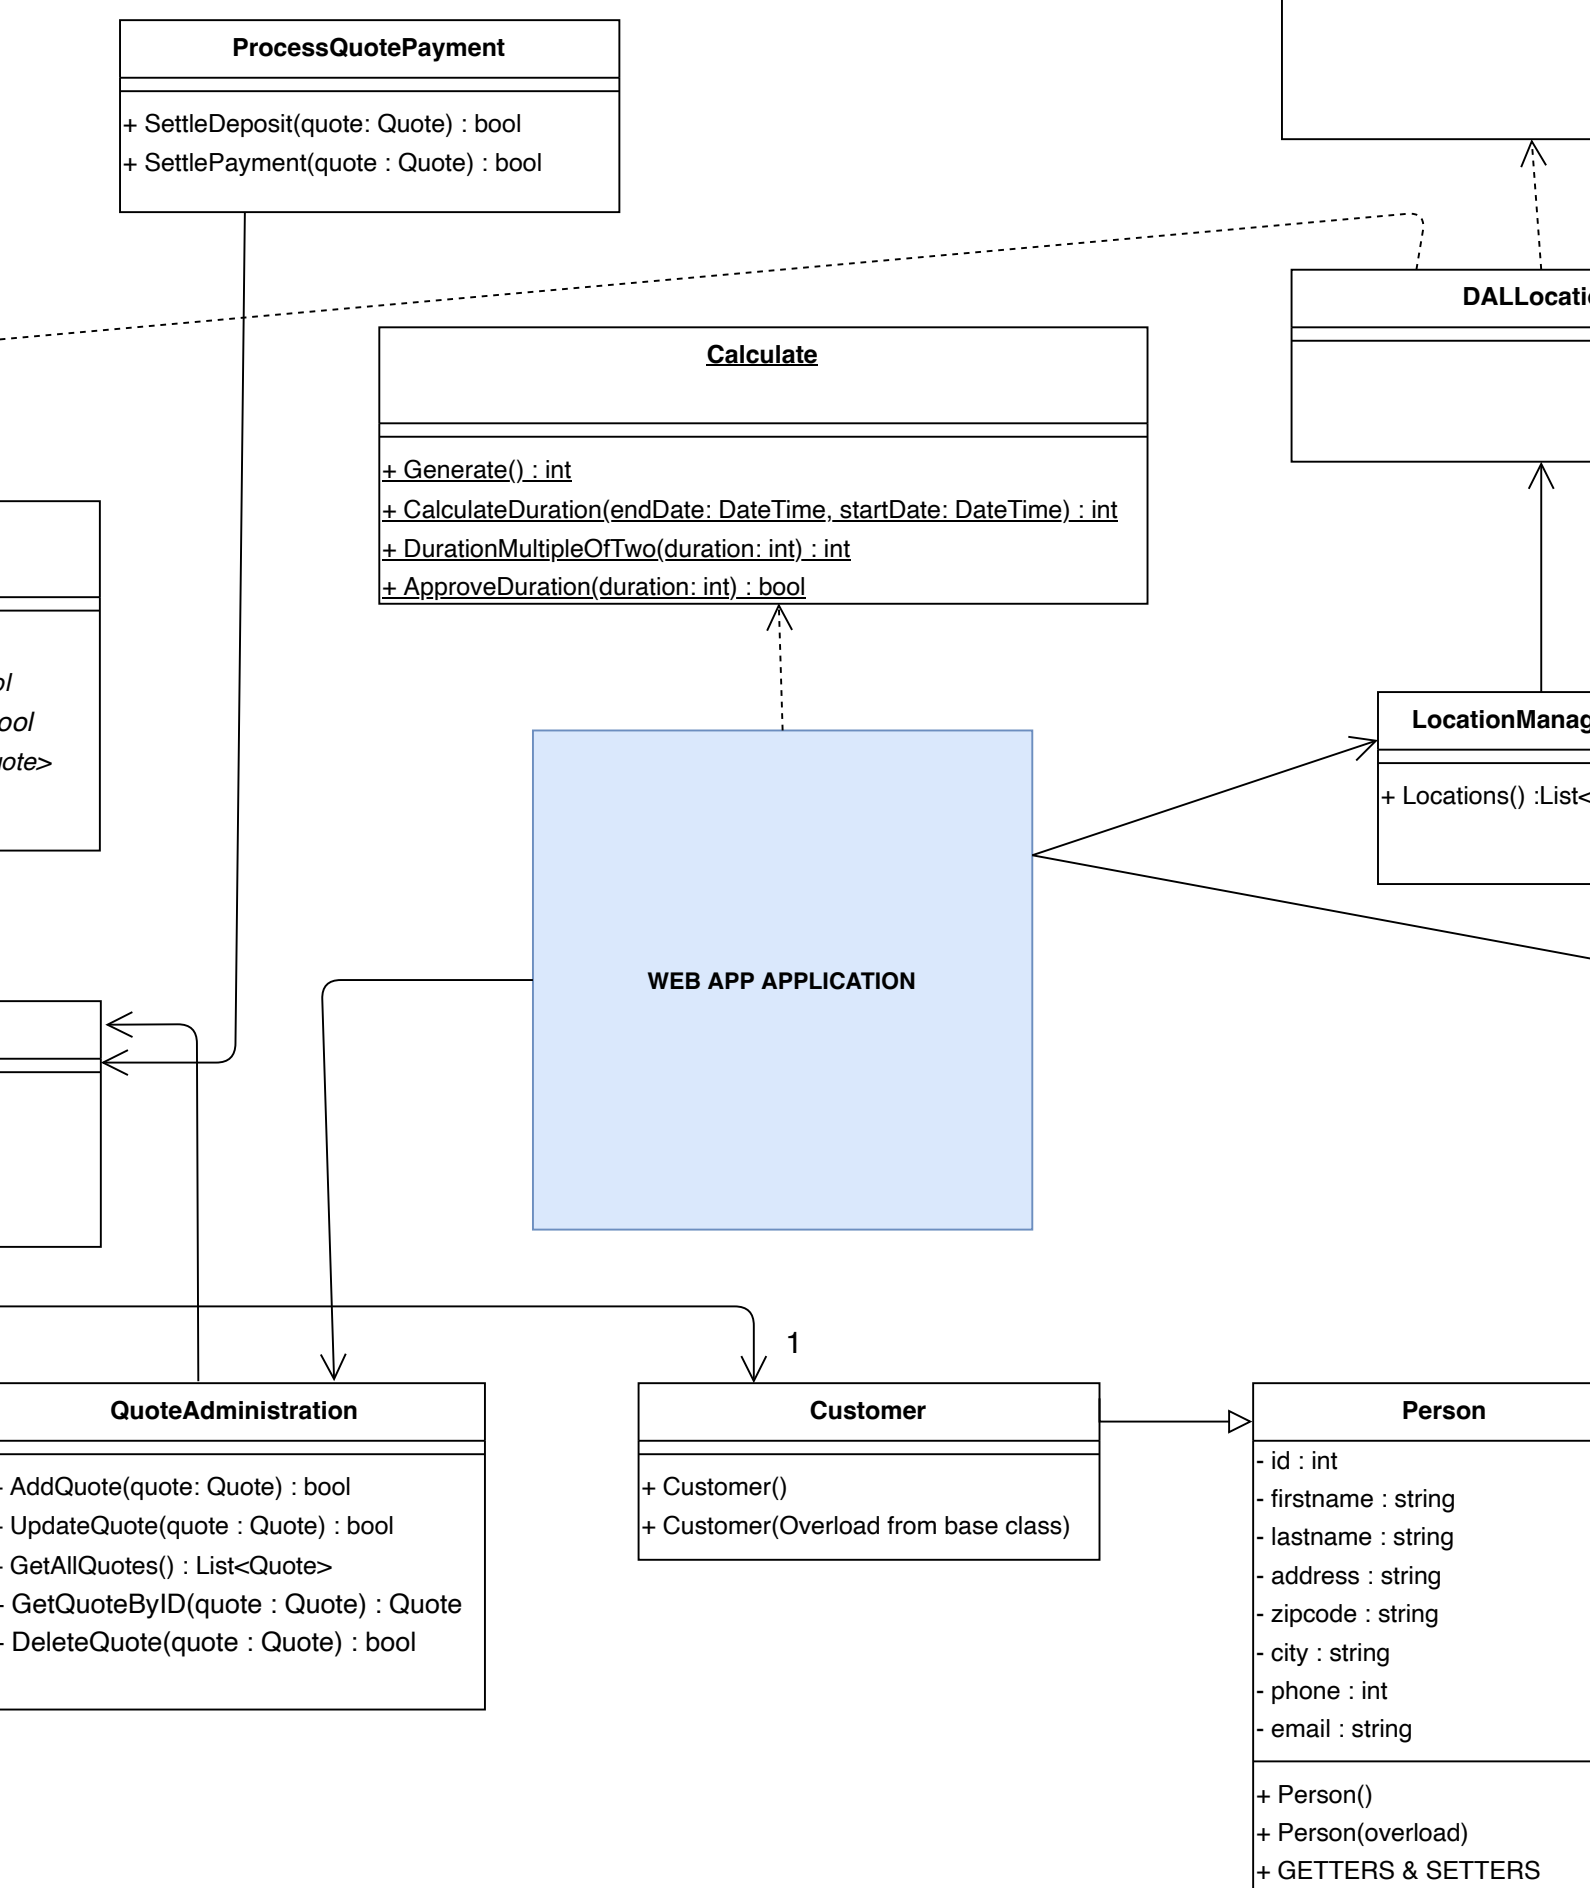 ProcessQuotePayment
+ SettleDeposit(quote: Quote) : bool
+ SettlePayment(quote : Quote) : bool
DALLocati
Calculate
+ Generate() : int
+ CalculateDuration(endDate: DateTime, startDate: DateTime) : int
+ DurationMultipleOfTwo(duration: int) : int
+ ApproveDuration(duration: int) : bool
ol
ool
ote>
LocationManag
+ Locations() :List<
WEB APP APPLICATION
1
QuoteAdministration
- AddQuote(quote: Quote) : bool
- UpdateQuote(quote : Quote) : bool
- GetAllQuotes() : List<Quote>
- GetQuoteByID(quote : Quote) : Quote
- DeleteQuote(quote : Quote) : bool
Customer
+ Customer()
+ Customer(Overload from base class)
Person
- id : int
- firstname : string
- lastname : string
- address : string
- zipcode : string
- city : string
- phone : int
- email : string
+ Person()
+ Person(overload)
+ GETTERS & SETTERS